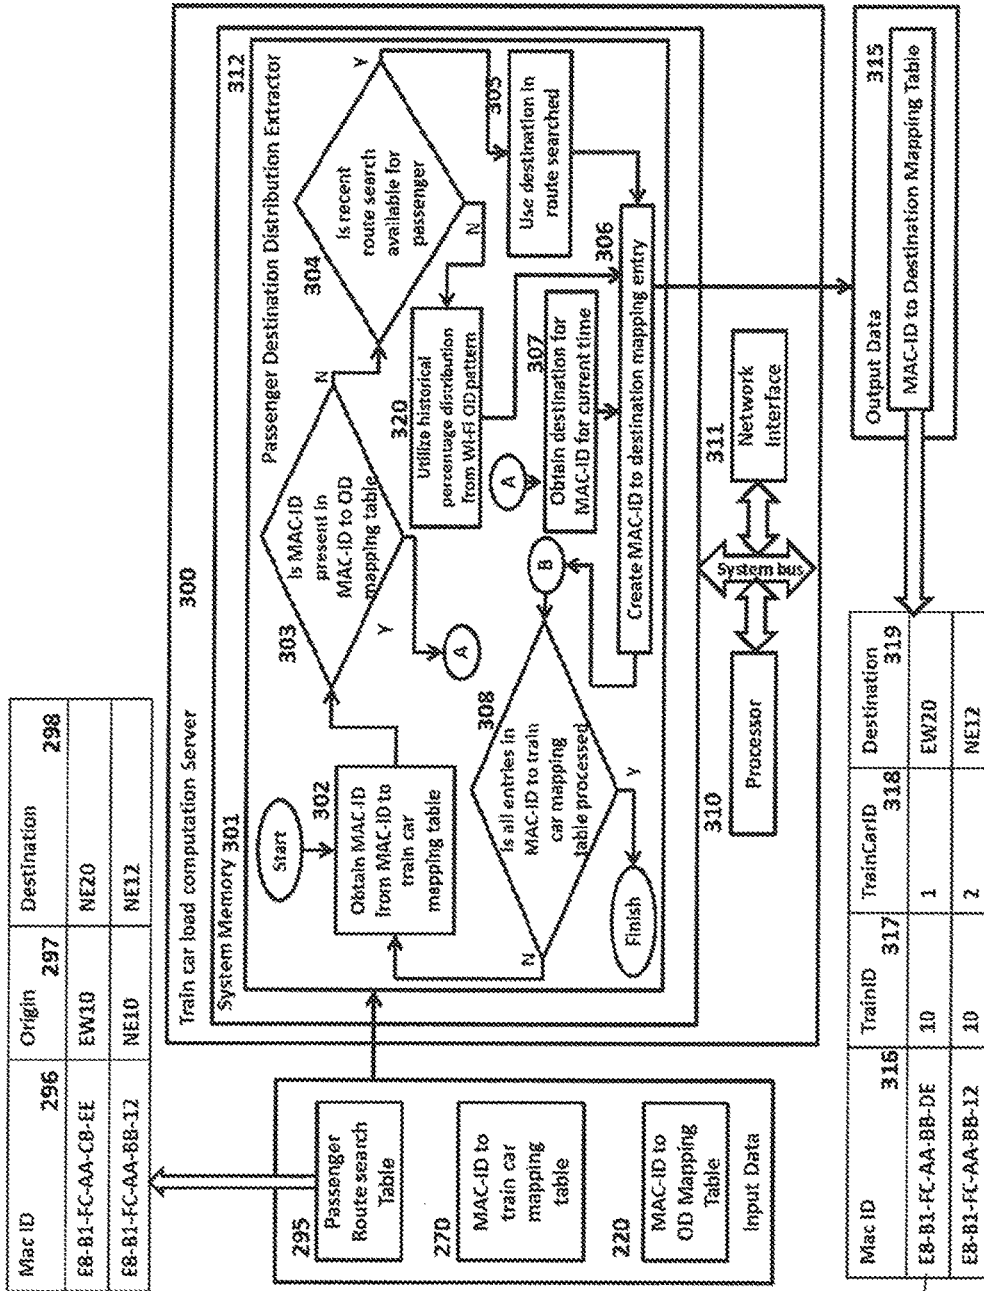 Mac ID 296 Origin 297 Destination 298
E8-B1-FC-AA-CB-EE EW10 NE20
E8-B1-FC-AA-BB-12 NE10 NE12
295
Passenger
Route search
Table
270
MAC-ID to
train car
mapping
table
220
MAC-ID to
OD Mapping
Table
Input Data
Train car load computation Server 300
System Memory 301
Passenger Destination Distribution Extractor 312
Start
302
Obtain MAC-ID
from MAC-ID to
train car
mapping table
303
Is MAC-ID
present in
MAC-ID to OD
mapping table
Y
N
A
304
Is recent
route search
available for
passenger
Y
N
305
Use destination in
route searched
320
Utilize historical
percentage distribution
from Wi-Fi OD pattern
A
307
Obtain destination for
MAC-ID for current time
306
Create MAC-ID to destination mapping entry
B
308
Is all entries in
MAC-ID to train
car mapping
table processed
N
Y
Finish
310
Processor
System bus
311
Network
Interface
Output Data
315
MAC-ID to Destination Mapping Table
Mac ID 316 TrainID 317 TrainCarID 318 Destination 319
E8-B1-FC-AA-BB-DE 10 1 EW20
E8-B1-FC-AA-BB-12 10 2 NE12